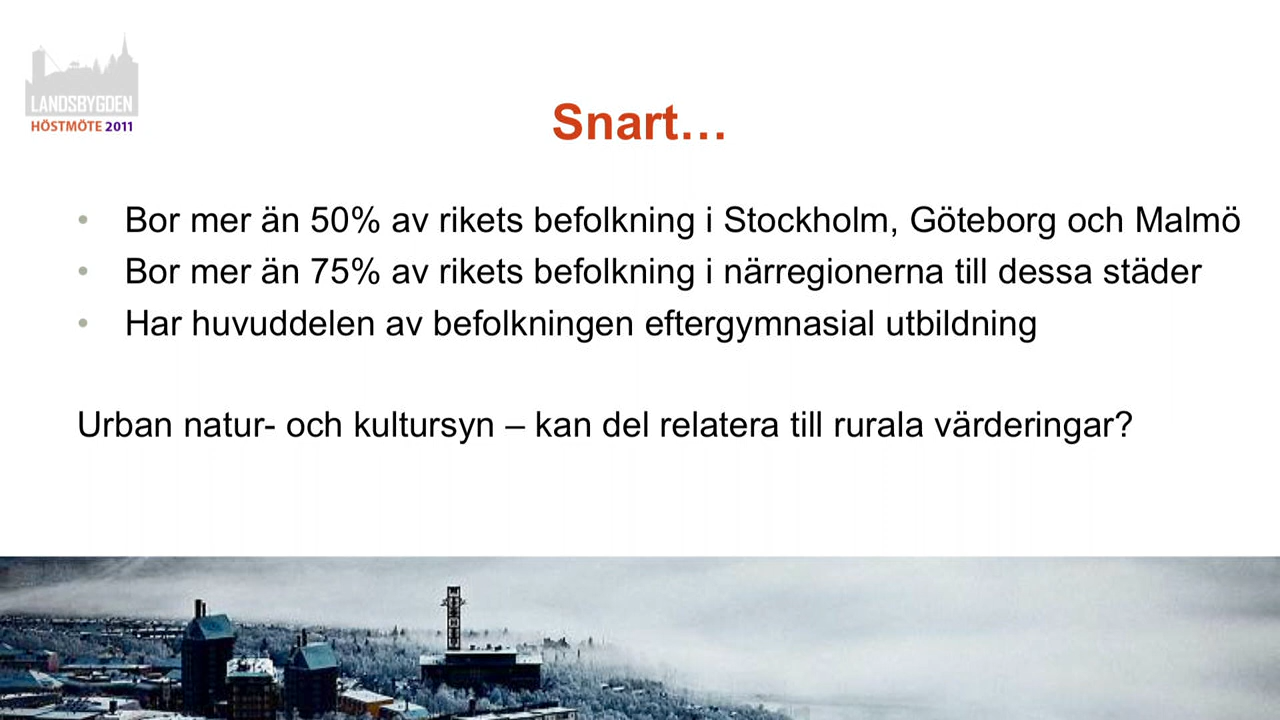 LANDSBYGDEN
HÖSTMÖTE 2011
Snart…
• Bor mer än 50% av rikets befolkning i Stockholm, Göteborg och Malmö
• Bor mer än 75% av rikets befolkning i närregionerna till dessa städer
• Har huvuddelen av befolkningen eftergymnasial utbildning
Urban natur- och kultursyn – kan del relatera till rurala värderingar?